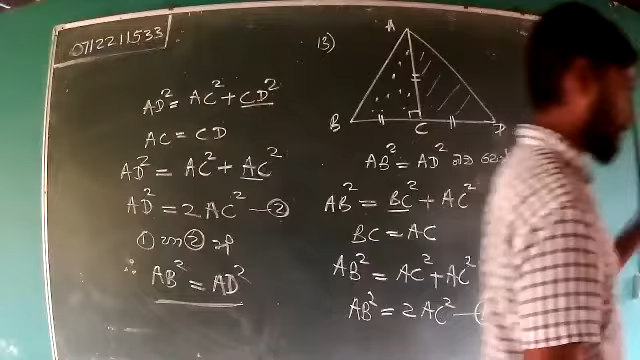 0712211533
13)
A
B
C
D
AB² = AD² බව
AB² = BC² + AC²
BC = AC
AB² = AC² + AC²
AB² = 2AC² —
AD² = AC² + CD²
AC = CD
AD² = AC² + AC²
AD² = 2AC² — ②
① හා ② න්
∴ AB² = AD²